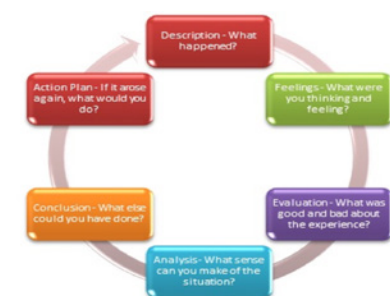 Description - What
happened?
Feelings - What were
you thinking and
feeling?
Evaluation - What was
good and bad about
the experience?
Analysis- What sense
can you make of the
situation?
Conclusion - What else
could you have done?
Action Plan - If it arose
again, what would you
do?